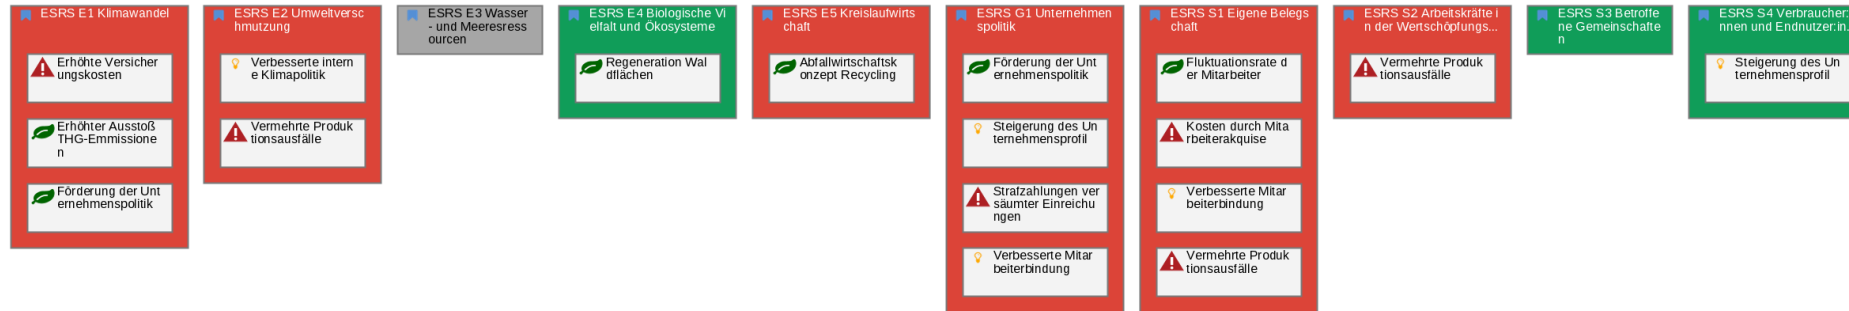 ESRS E1 Klimawandel
Erhöhte Versicher
ungskosten
Erhöhter Ausstoß
THG-Emmissione
n
Förderung der Unt
ernehmenspolitik
ESRS E2 Umweltversc
hmutzung
Verbesserte intern
e Klimapolitik
Vermehrte Produk
tionsausfälle
ESRS E3 Wasser
- und Meeresress
ourcen
ESRS E4 Biologische Vi
elfalt und Ökosysteme
Regeneration Wal
dflächen
ESRS E5 Kreislaufwirts
chaft
Abfallwirtschaftsk
onzept Recycling
ESRS G1 Unternehmen
spolitik
Förderung der Unt
ernehmenspolitik
Steigerung des Un
ternehmensprofil
Strafzahlungen ver
säumter Einreichu
ngen
Verbesserte Mitar
beiterbindung
ESRS S1 Eigene Belegs
chaft
Fluktuationsrate d
er Mitarbeiter
Kosten durch Mita
rbeiterakquise
Verbesserte Mitar
beiterbindung
Vermehrte Produk
tionsausfälle
ESRS S2 Arbeitskräfte i
n der Wertschöpfungs...
Vermehrte Produk
tionsausfälle
ESRS S3 Betroffe
ne Gemeinschafte
n
ESRS S4 Verbraucher:
nnen und Endnutzer:in.
Steigerung des Un
ternehmensprofil